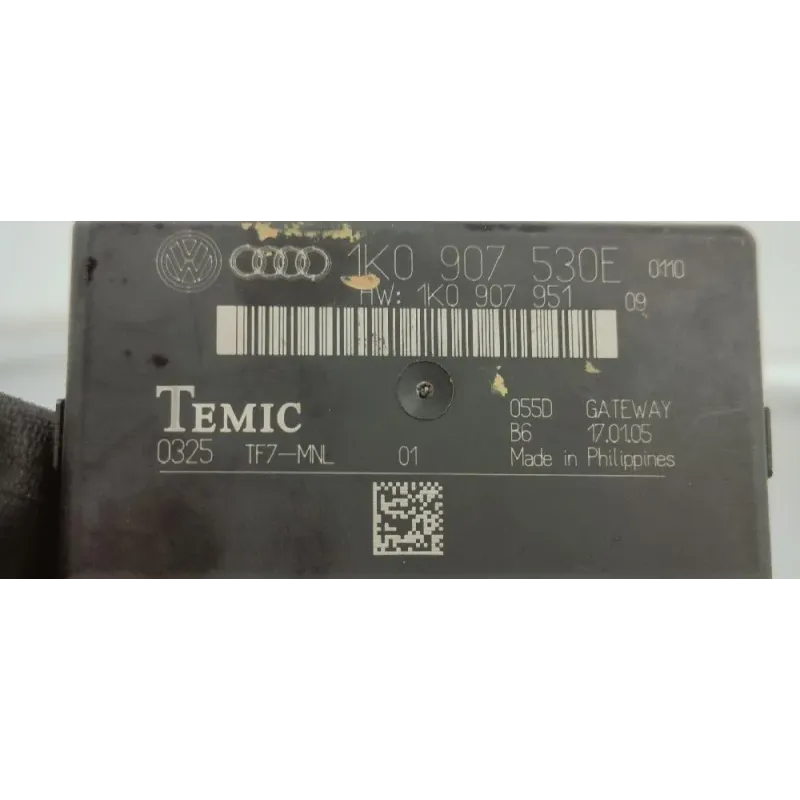 1K0 907 530E 0110
HW: 1K0 907 951 09
TEMIC
055D GATEWAY
B6 17.01.05
0325 TF7-MNL 01 Made in Philippines